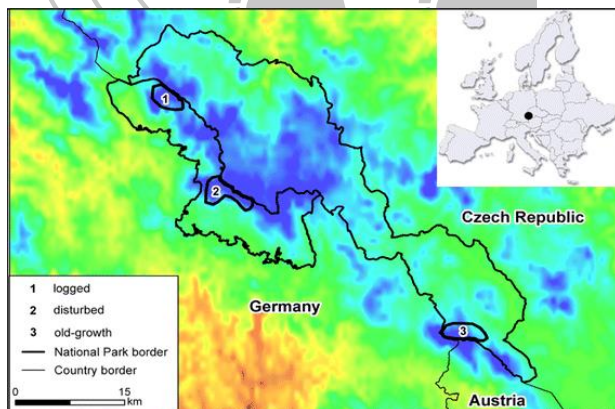 1
2
Czech Republic
1 logged
2 disturbed
3 old-growth
National Park border
Country border
0 15
km
Germany
3
Austria